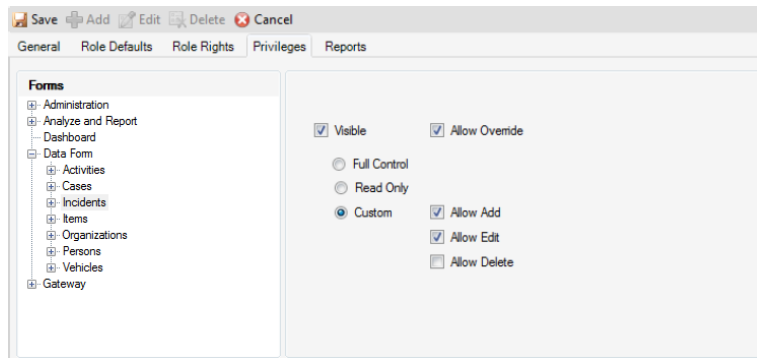 Save Add Edit Delete Cancel
General Role Defaults Role Rights Privileges Reports
Forms
Administration
Analyze and Report
Dashboard
Data Form
Activities
Cases
Incidents
Items
Organizations
Persons
Vehicles
Gateway
Visible Allow Override
Full Control
Read Only
Custom Allow Add
Allow Edit
Allow Delete